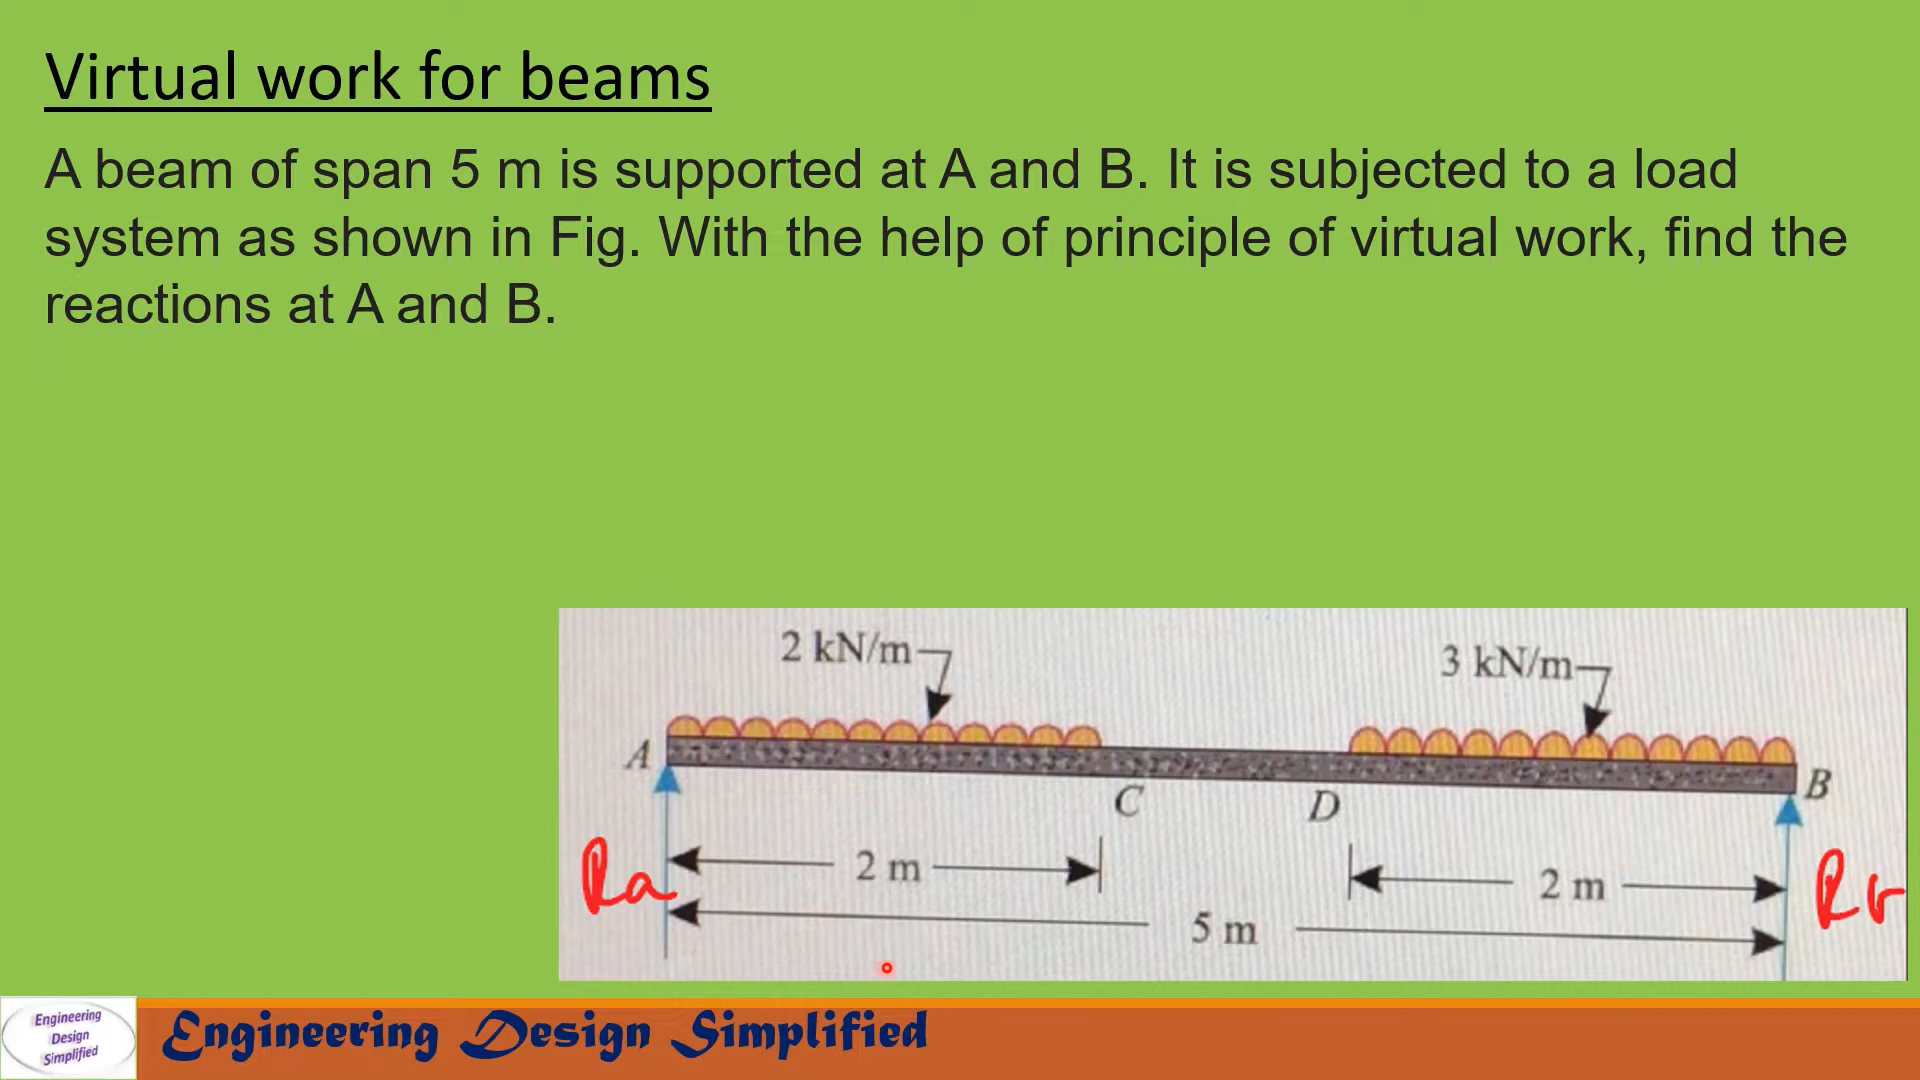 Virtual work for beams
A beam of span 5 m is supported at A and B. It is subjected to a load
system as shown in Fig. With the help of principle of virtual work, find the
reactions at A and B.
2 kN/m
3 kN/m
A
B
C
D
Ra
2 m
2 m
Rb
5 m
Engineering
Design
Simplified
Engineering Design Simplified